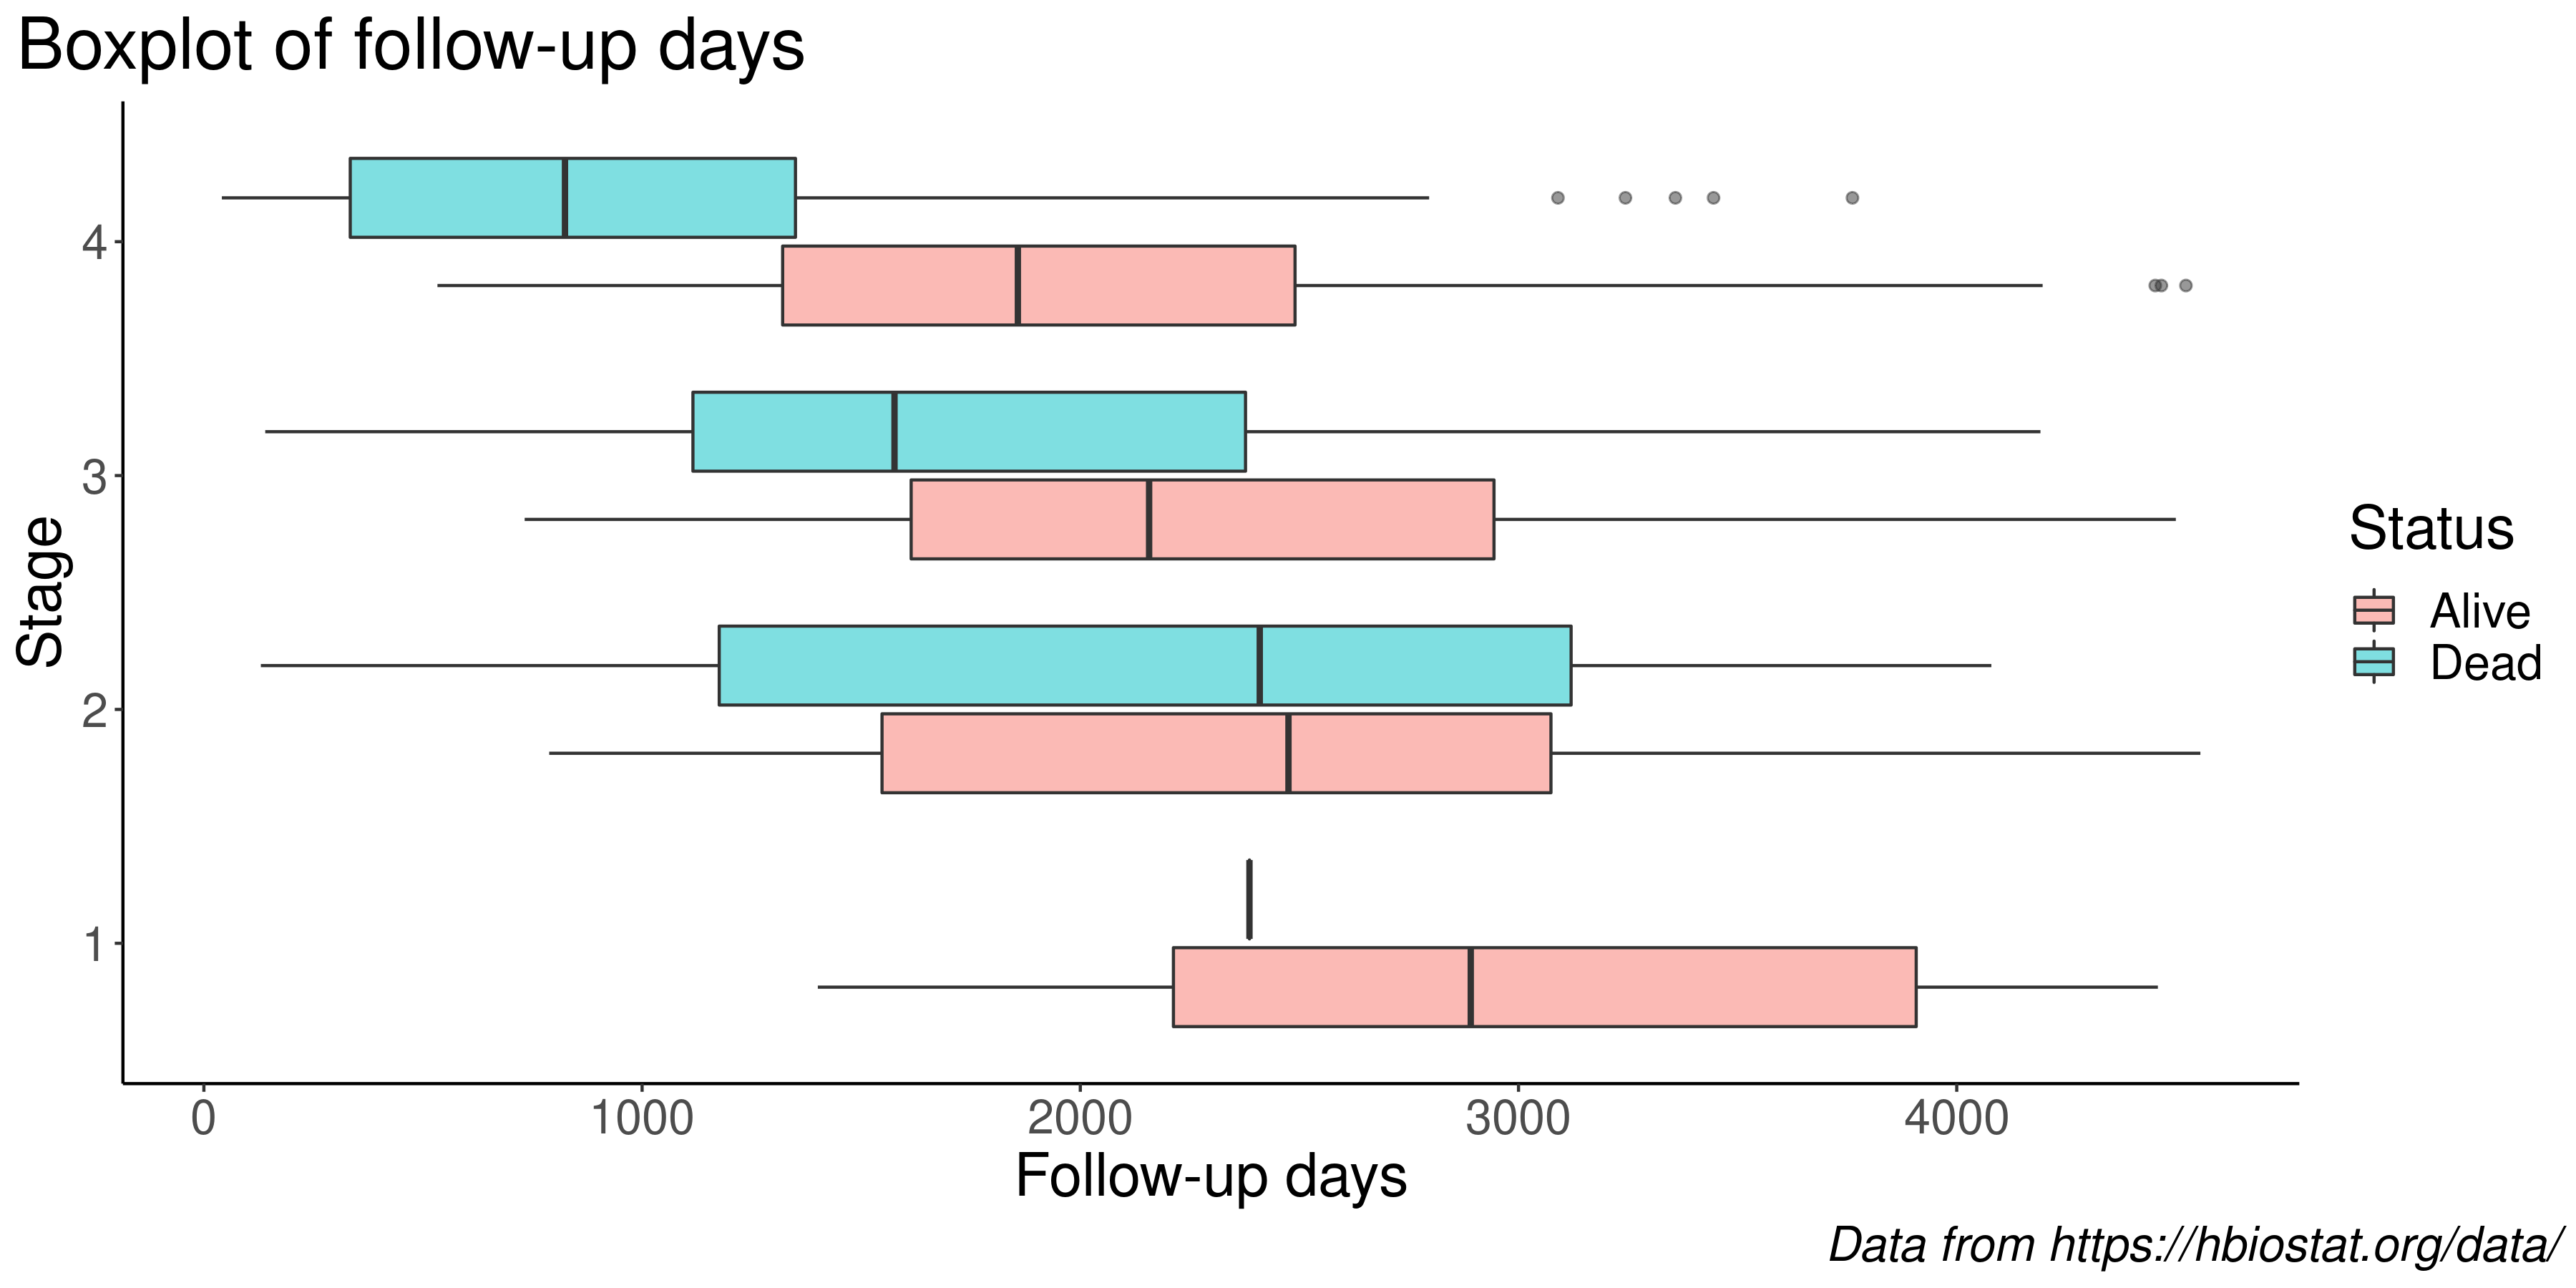 Boxplot of follow-up days
4
3
2
1
Stage
0 1000 2000 3000 4000
Follow-up days
Status
Alive
Dead
Data from https://hbiostat.org/data/